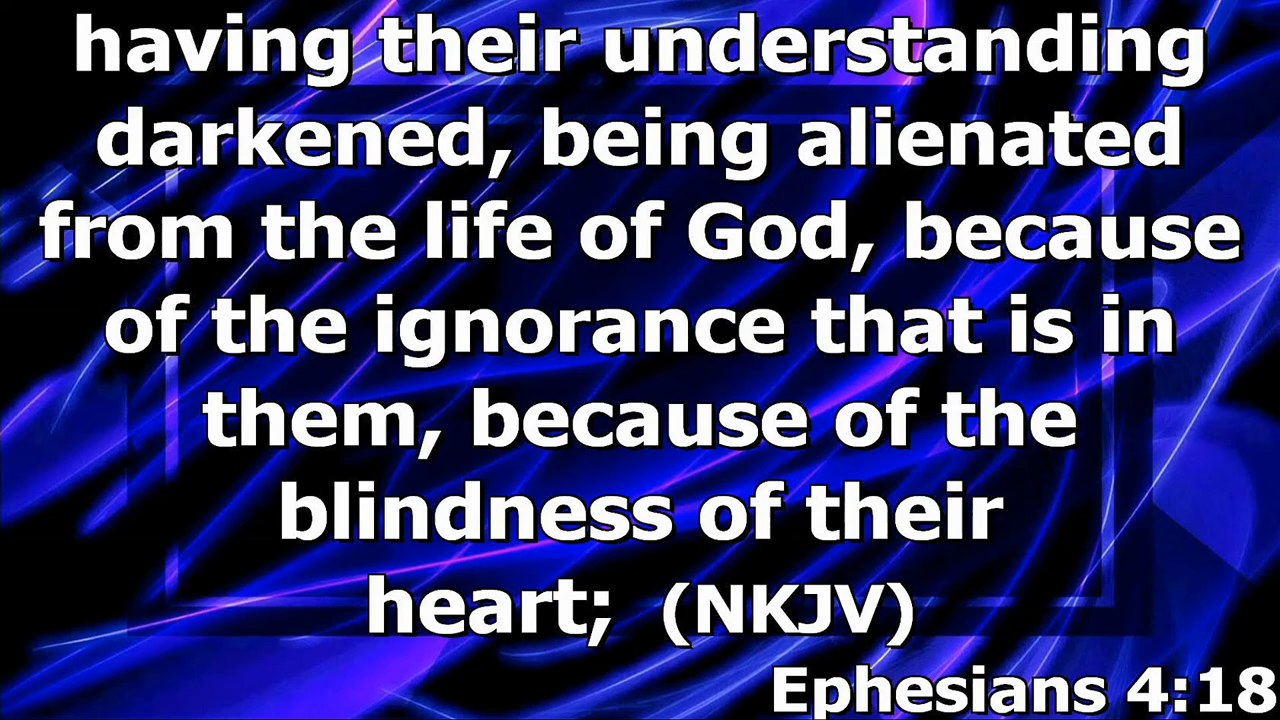 having their understanding
darkened, being alienated
from the life of God, because
of the ignorance that is in
them, because of the
blindness of their
heart; (NKJV)
Ephesians 4:18